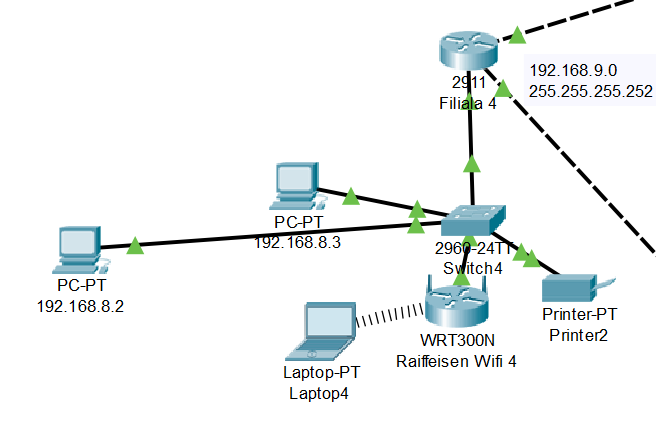 2911
Filiala 4
192.168.9.0
255.255.255.252
PC-PT
192.168.8.3
PC-PT
192.168.8.2
2960-24TT
Switch4
Printer-PT
Printer2
WRT300N
Raiffeisen Wifi 4
Laptop-PT
Laptop4